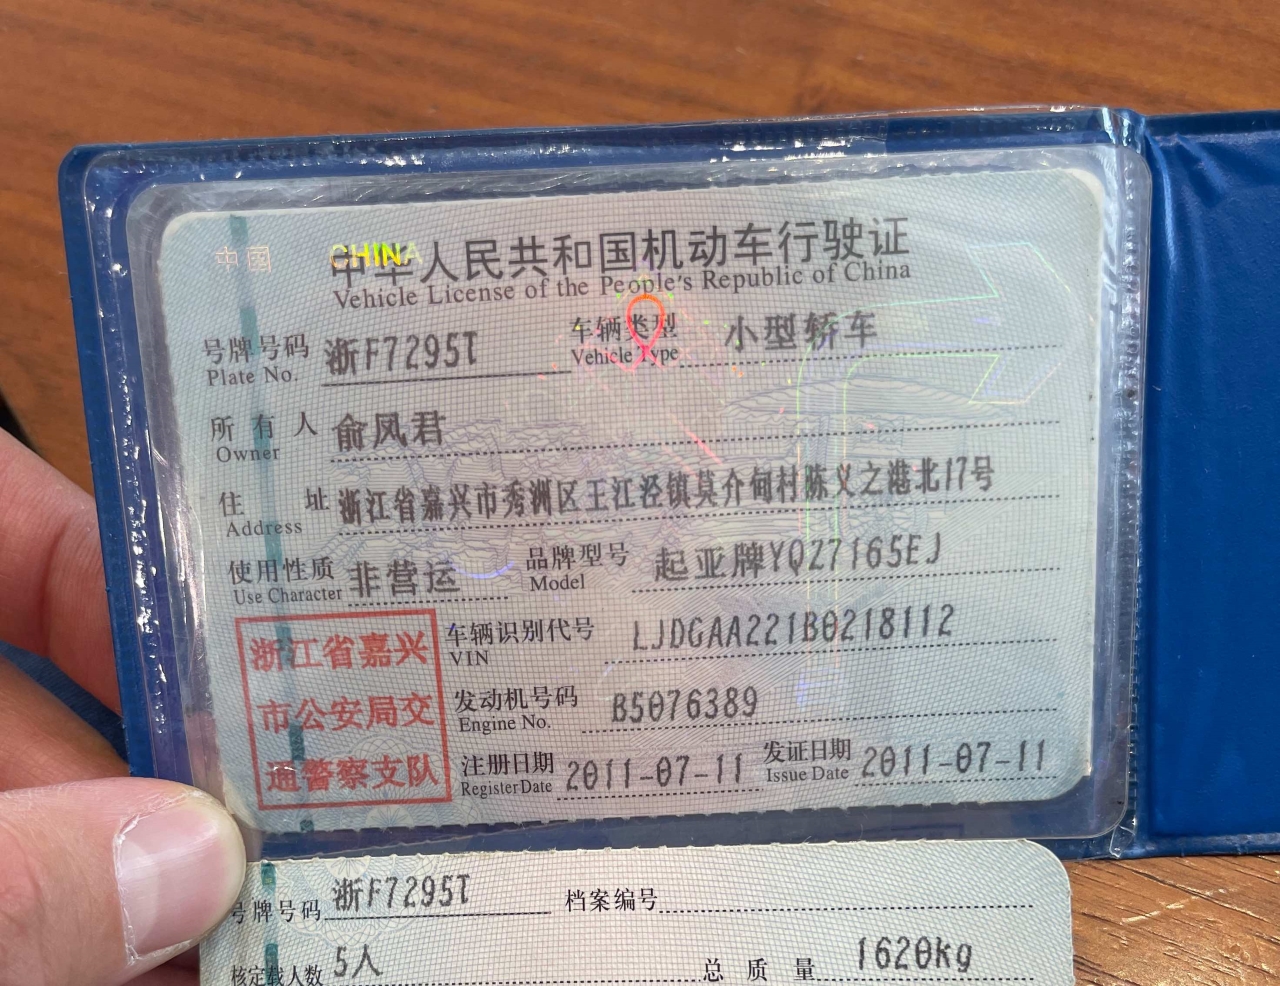 中国 CHINA
中华人民共和国机动车行驶证
Vehicle License of the People's Republic of China
号牌号码 浙F7295T 车辆类型 小型轿车
Plate No. Vehicle Type
所有人 俞凤君
Owner
住址 浙江省嘉兴市秀洲区王江泾镇莫介甸村陈义之港北17号
Address
使用性质 非营运 品牌型号 起亚牌YQZ7165EJ
Use Character Model
浙江省嘉兴
市公安局交
通警察支队
车辆识别代号 LJDGAA221B0218112
VIN
发动机号码 B5076389
Engine No.
注册日期 2011-07-11 发证日期 2011-07-11
Register Date Issue Date
号牌号码 浙F7295T 档案编号
核定载人数 5人 总质量 1620kg